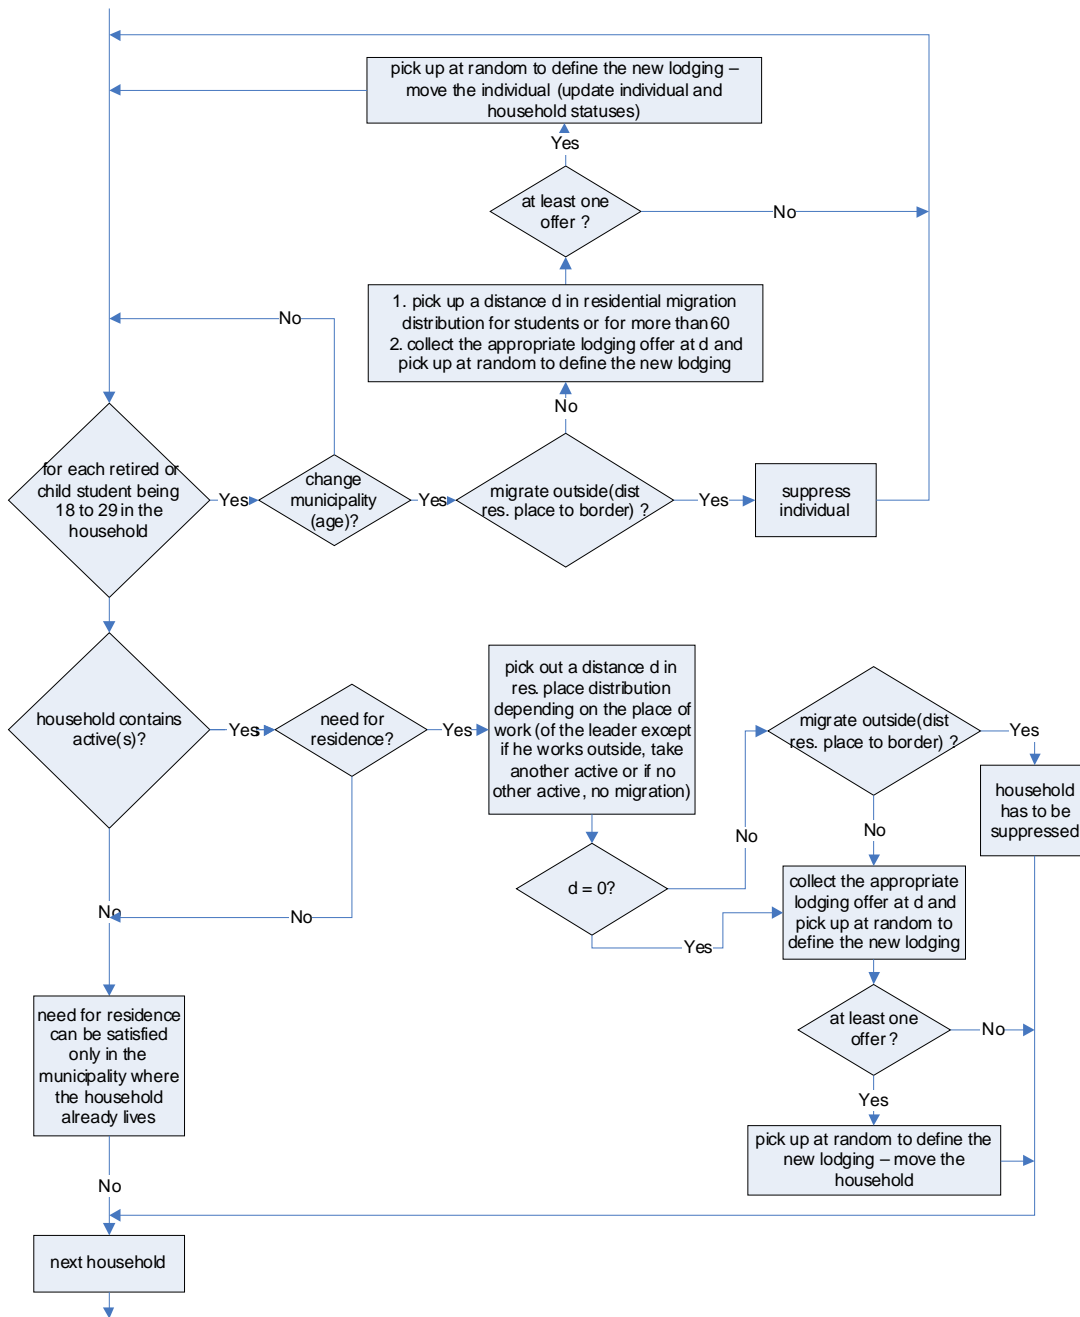 pick up at random to define the new lodging –
move the individual (update individual and
household statuses)
Yes
at least one
offer ?
No
1. pick up a distance d in residential migration
distribution for students or for more than 60
2. collect the appropriate lodging offer at d and
pick up at random to define the new lodging
No
No
for each retired or
child student being
18 to 29 in the
household
Yes
change
municipality
(age)?
Yes
migrate outside(dist
res. place to border) ?
Yes
suppress
individual
household contains
active(s)?
Yes
need for
residence?
Yes
pick out a distance d in
res. place distribution
depending on the place of
work (of the leader except
if he works outside, take
another active or if no
other active, no migration)
migrate outside(dist
res. place to border) ?
Yes
household
has to be
suppressed
No
No
d = 0?
Yes
collect the appropriate
lodging offer at d and
pick up at random to
define the new lodging
No
No
at least one
offer ?
No
Yes
need for residence
can be satisfied
only in the
municipality where
the household
already lives
pick up at random to define the
new lodging – move the
household
No
next household